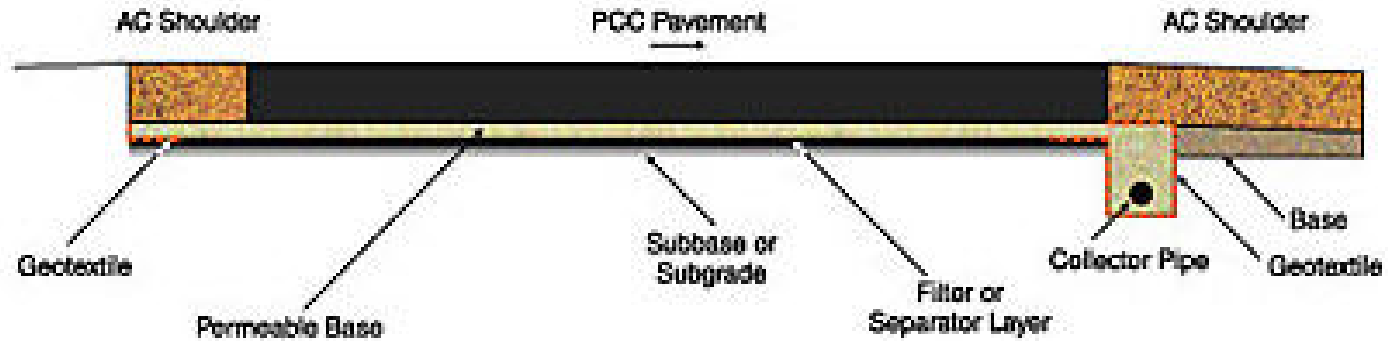 AC Shoulder
PCC Pavement
AC Shoulder
Geotextile
Permeable Base
Subbase or
Subgrade
Filter or
Separator Layer
Collector Pipe
Base
Geotextile